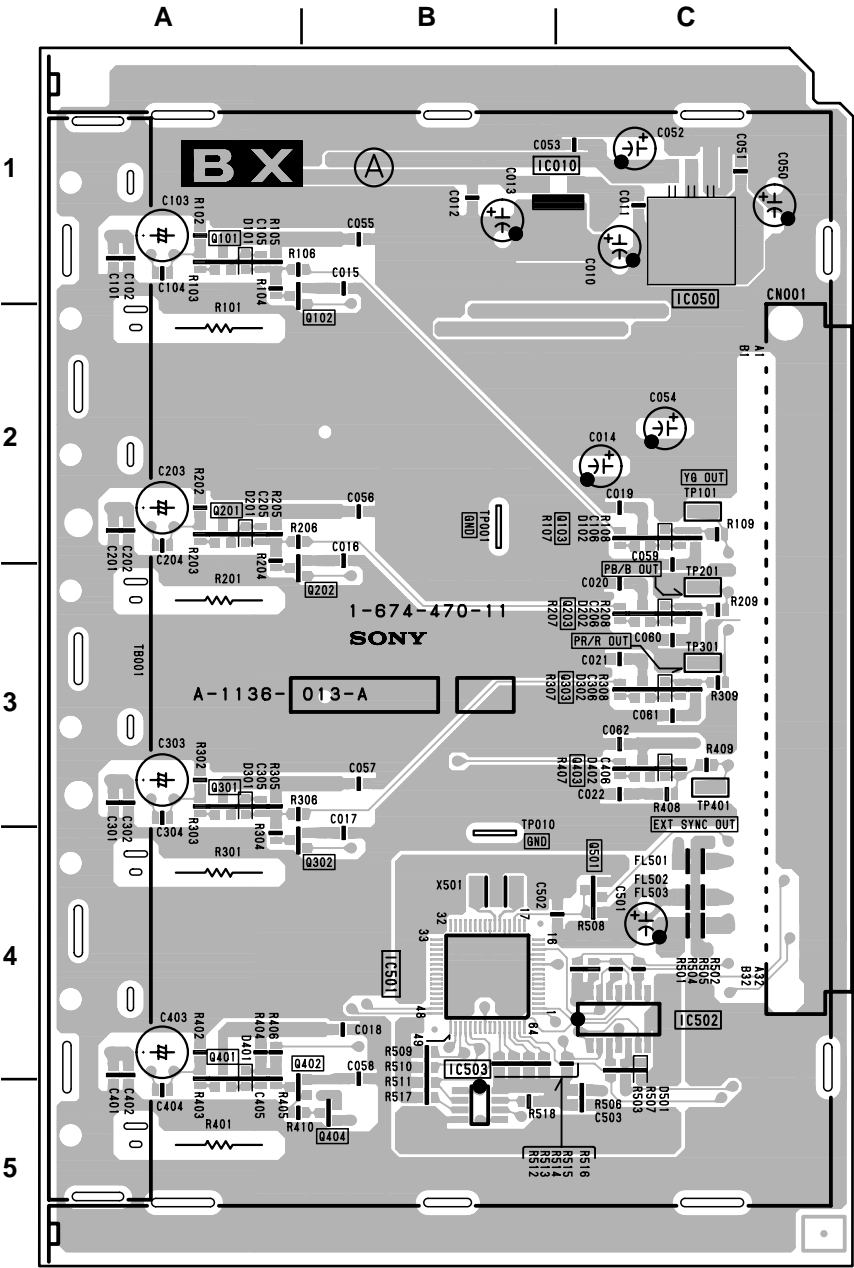 A B C
1
BX
A
C053
C052
C051
C050
IC010
C013
C012
C011
C010
IC050
CN001
A1
B1
C103
R102
Q101
D101
C105
R105
C055
R106
C015
C101
C102
C104
R103
R104
R101
Q102
2
C054
C014
C203
R202
Q201
D201
C205
R205
C056
R206
C016
C201
C202
C204
R203
R204
R201
Q202
TP001
GND
C019
YG OUT
TP101
R107
Q103
D102
C106
R108
R109
C059
PB/B OUT
C020
TP201
R207
Q203
D202
C206
R208
R209
1-674-470-11
SONY
PR/R OUT
C060
C021
TP301
3
TB001
A-1136- 013-A
R307
Q303
D302
C306
R308
R309
C061
C062
C303
R302
Q301
D301
C305
R305
C057
R306
C017
C301
C302
C304
R303
R304
R301
Q302
R407
Q403
D402
C406
R409
C022
R408
TP401
EXT SYNC OUT
TP010
GND
Q501
FL501
FL502
FL503
X501
C502
C501
R508
32
17
33
16
48
1
49
64
4
IC501
R501
R504
R505
R502
B32
A32
IC502
C403
R402
Q401
D401
R404
R406
C018
Q402
C058
C401
C402
C404
R403
C405
R405
R410
Q404
R401
R509
R510
R511
R517
IC503
R518
R506
C503
R503
R507
D501
R512
R513
R514
R515
R516
5